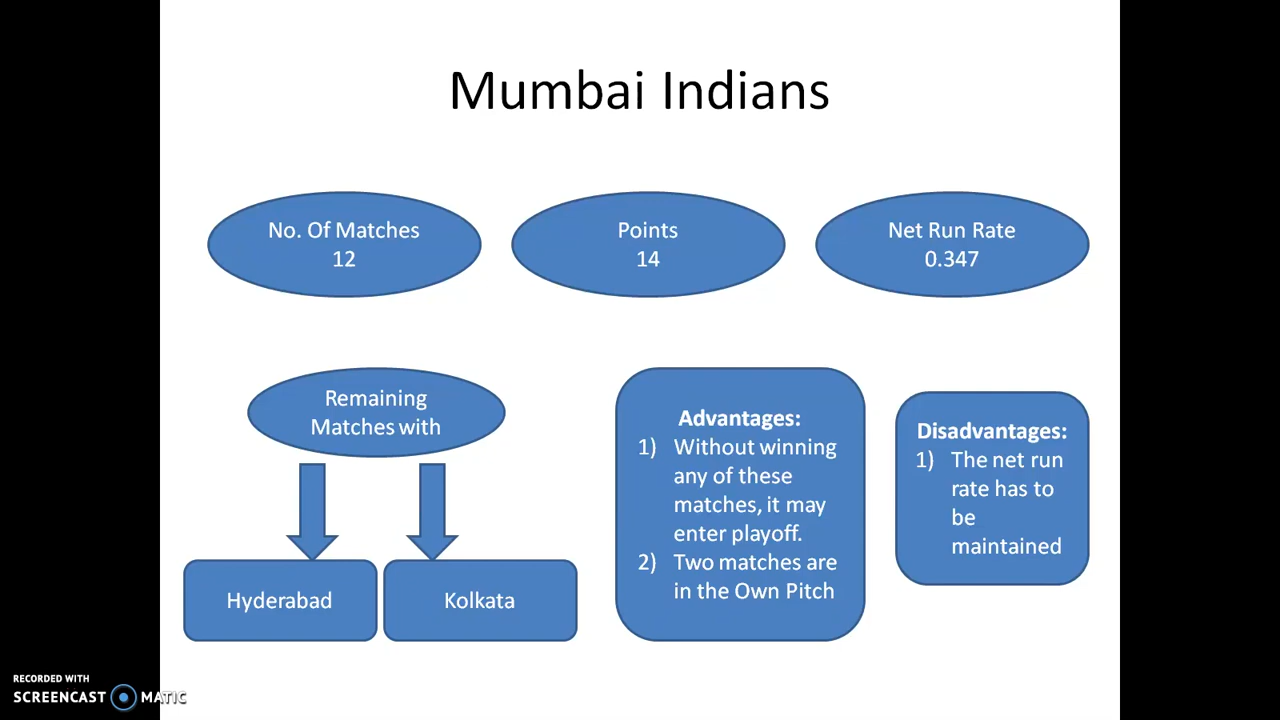 Mumbai Indians
No. Of Matches
12
Points
14
Net Run Rate
0.347
Remaining
Matches with
Hyderabad
Kolkata
Advantages:
1) Without winning
any of these
matches, it may
enter playoff.
2) Two matches are
in the Own Pitch
Disadvantages:
1) The net run
rate has to
be
maintained
RECORDED WITH
SCREENCAST MATIC